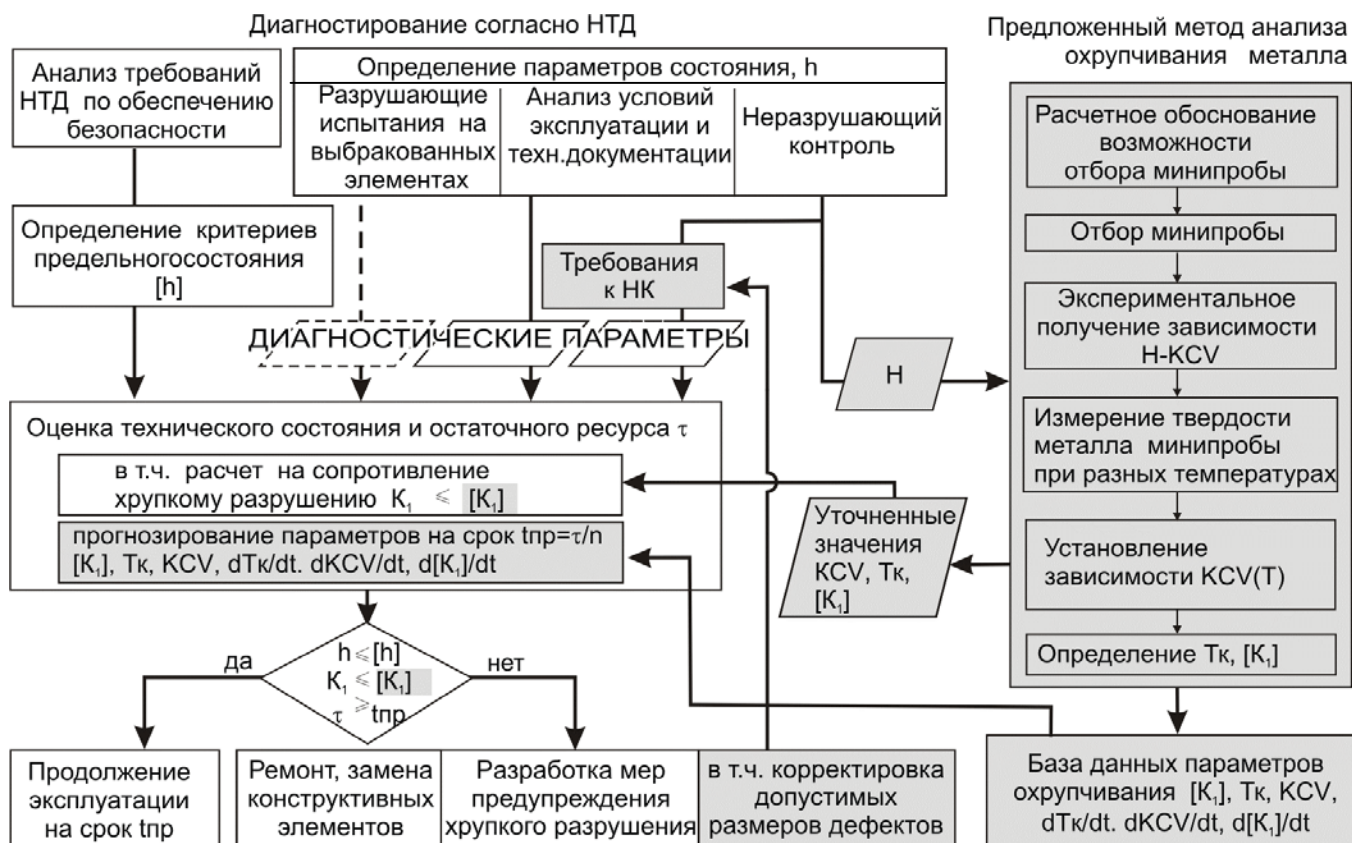 Диагностирование согласно НТД
Предложенный метод анализа
охрупчивания металла
Анализ требований
НТД по обеспечению
безопасности
Определение параметров состояния, h
Разрушающие
испытания на
выбракованных
элементах
Анализ условий
эксплуатации и
техн.документации
Неразрушающий
контроль
Определение критериев
предельногосостояния
[h]
Требования
к НК
ДИАГНОСТИЧЕСКИЕ ПАРАМЕТРЫ
H
Расчетное обоснование
возможности
отбора минипробы
Отбор минипробы
Экспериментальное
получение зависимости
H-KCV
Измерение твердости
металла минипробы
при разных температурах
Установление
зависимости KCV(T)
Определение Тк, [K₁]
Оценка технического состояния и остаточного ресурса τ
в т.ч. расчет на сопротивление
хрупкому разрушению K₁ ⩽ [K₁]
прогнозирование параметров на срок tпр=τ/n
[K₁], Тк, KCV, dTк/dt. dKCV/dt, d[K₁]/dt
Уточненные
значения
KCV, Тк,
[K₁]
да
h ⩽ [h]
K₁ ⩽ [K₁]
τ ⩾ tпр
нет
Продолжение
эксплуатации
на срок tпр
Ремонт, замена
конструктивных
элементов
Разработка мер
предупреждения
хрупкого разрушения
в т.ч. корректировка
допустимых
размеров дефектов
База данных параметров
охрупчивания [K₁], Тк, KCV,
dTк/dt. dKCV/dt, d[K₁]/dt